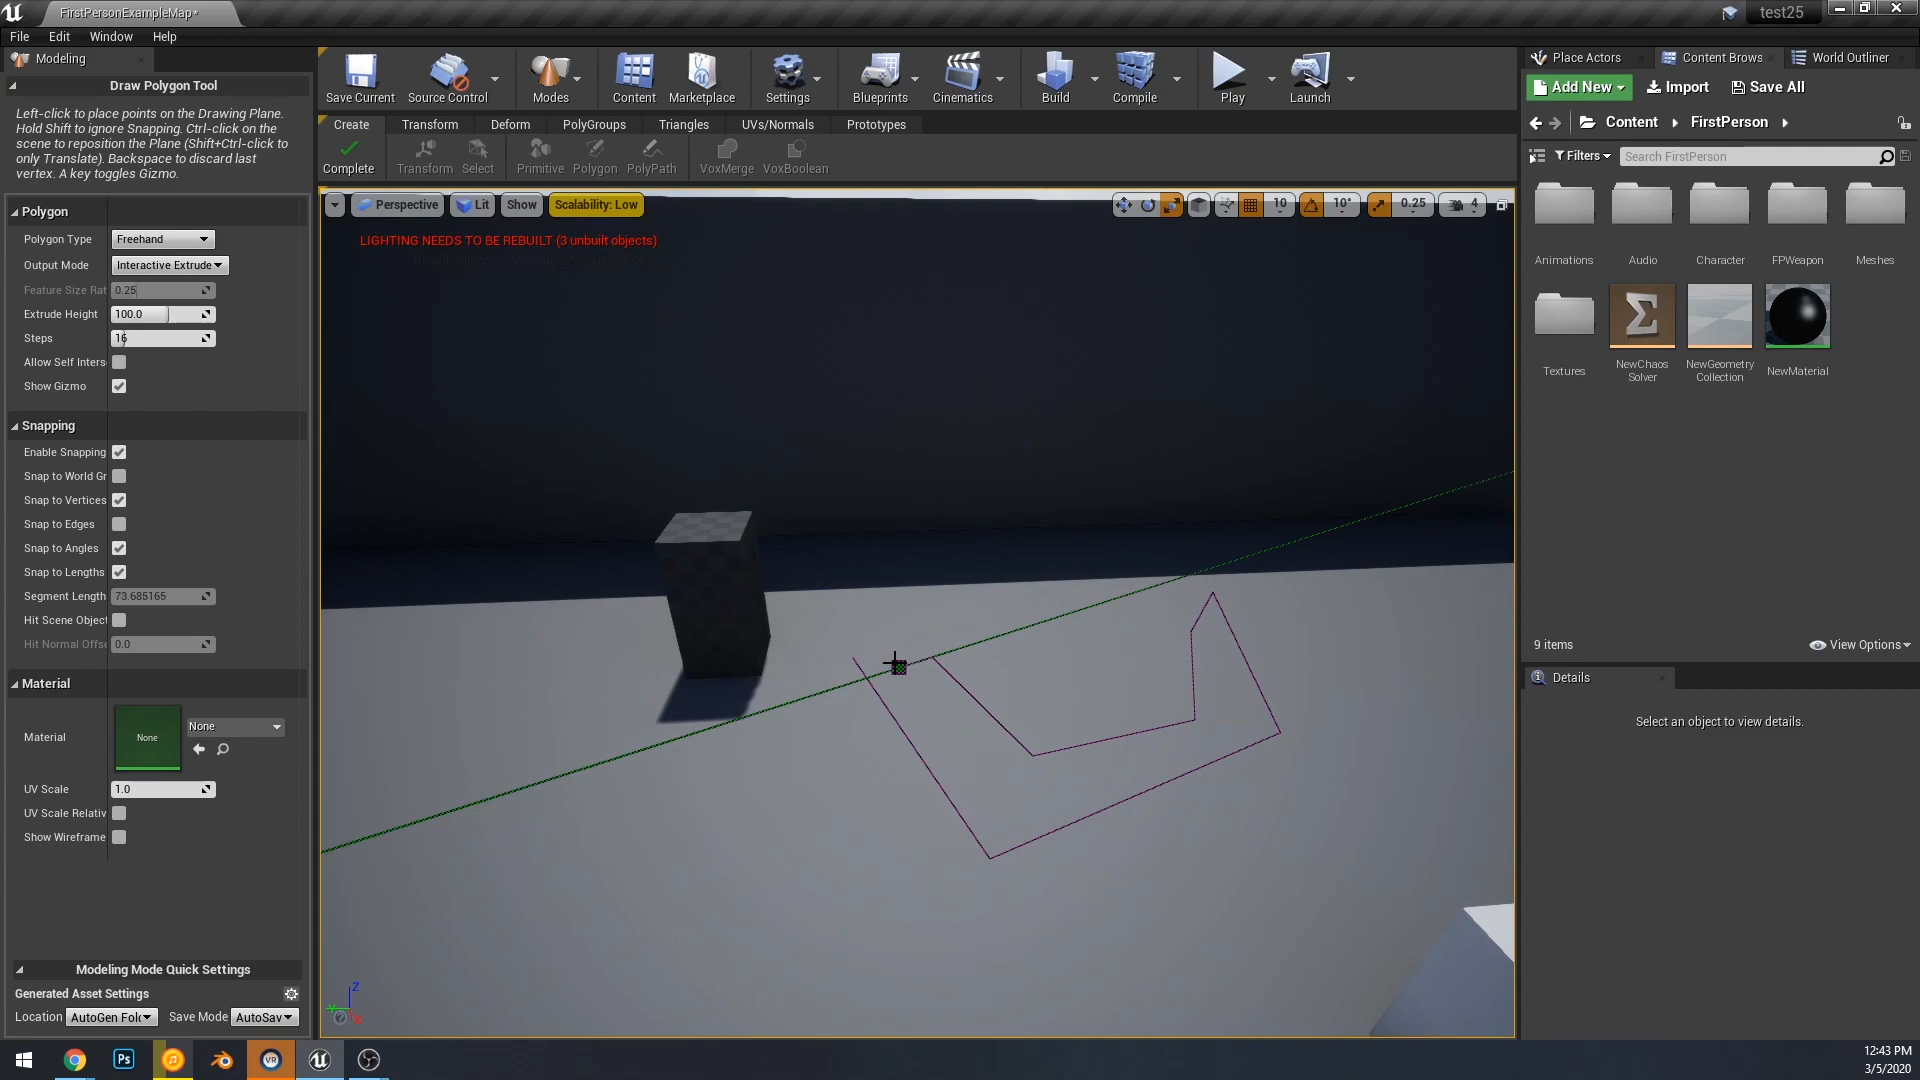 FirstPersonExampleMap*
test25
File Edit Window Help
Modeling
Draw Polygon Tool
Left-click to place points on the Drawing Plane.
Hold Shift to ignore Snapping. Ctrl-click on the
scene to reposition the Plane (Shift+Ctrl-click to
only Translate). Backspace to discard last
vertex. A key toggles Gizmo.
Polygon
Polygon Type Freehand
Output Mode Interactive Extrude
Feature Size Rat 0.25
Extrude Height 100.0
Steps 16
Allow Self Inters
Show Gizmo
Snapping
Enable Snapping
Snap to World Gr
Snap to Vertices
Snap to Edges
Snap to Angles
Snap to Lengths
Segment Length 73.685165
Hit Scene Object
Hit Normal Offse 0.0
Material
Material None None
UV Scale 1.0
UV Scale Relativ
Show Wireframe
Modeling Mode Quick Settings
Generated Asset Settings
Location AutoGen Fol Save Mode AutoSav
Save Current Source Control Modes Content Marketplace Settings Blueprints Cinematics Build Compile Play Launch
Create Transform Deform PolyGroups Triangles UVs/Normals Prototypes
Complete Transform Select Primitive Polygon PolyPath VoxMerge VoxBoolean
Perspective Lit Show Scalability: Low 10 10° 0.25 4
LIGHTING NEEDS TO BE REBUILT (3 unbuilt objects)
Z
Y
X
Place Actors Content Brows World Outliner
Add New Import Save All
Content FirstPerson
Filters Search FirstPerson
Animations Audio Character FPWeapon Meshes
Textures NewChaos Solver NewGeometry Collection NewMaterial
9 items View Options
Details
Select an object to view details.
Ps
VR
12:43 PM
3/5/2020